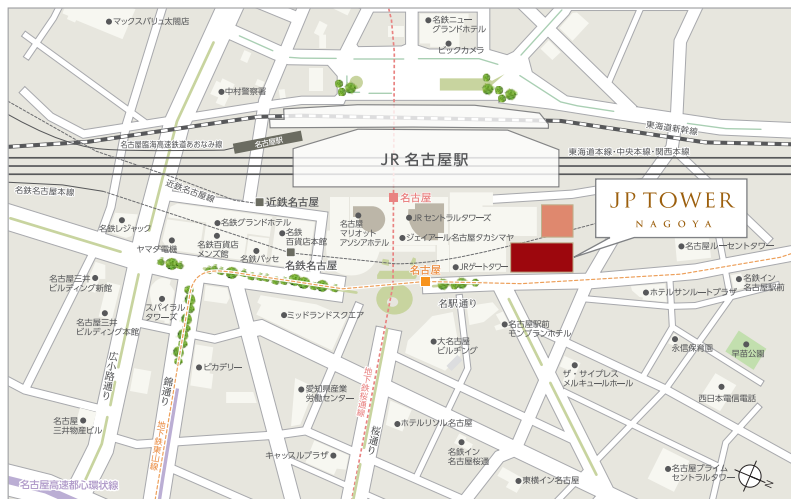 マックスバリュ太閤店
名鉄ニュー
グランドホテル
ビックカメラ
中村警察署
東海道新幹線
名古屋臨海高速鉄道あおなみ線
名古屋駅
JR 名古屋駅
東海道本線・中央本線・関西本線
名鉄名古屋本線
近鉄名古屋線
近鉄名古屋
名古屋
JP TOWER
NAGOYA
名鉄レジャック
名鉄グランドホテル
名古屋
マリオット
アソシアホテル
JR セントラルタワーズ
ヤマダ電機
名鉄百貨店
メンズ館
名鉄
百貨店本館
ジェイアール名古屋タカシマヤ
名古屋ルーセントタワー
名鉄パッセ
名鉄名古屋
名古屋
JRゲートタワー
名古屋三井
ビルディング新館
名鉄イン
名古屋駅前
ホテルサンルートプラザ
スパイラル
タワーズ
名駅通り
名古屋三井
ビルディング本館
ミッドランドスクエア
名古屋駅前
モンブランホテル
大名古屋
ビルヂング
永信保育園
早苗公園
広小路通り
ピカデリー
錦通り
地下鉄桜通線
ザ・サイプレス
メルキュールホール
愛知県産業
労働センター
西日本電信電話
名古屋
三井物産ビル
地下鉄東山線
桜通り
ホテルリソル名古屋
キャッスルプラザ
名鉄イン
名古屋桜通
名古屋プライム
セントラルタワー
名古屋高速都心環状線
東横イン名古屋
N